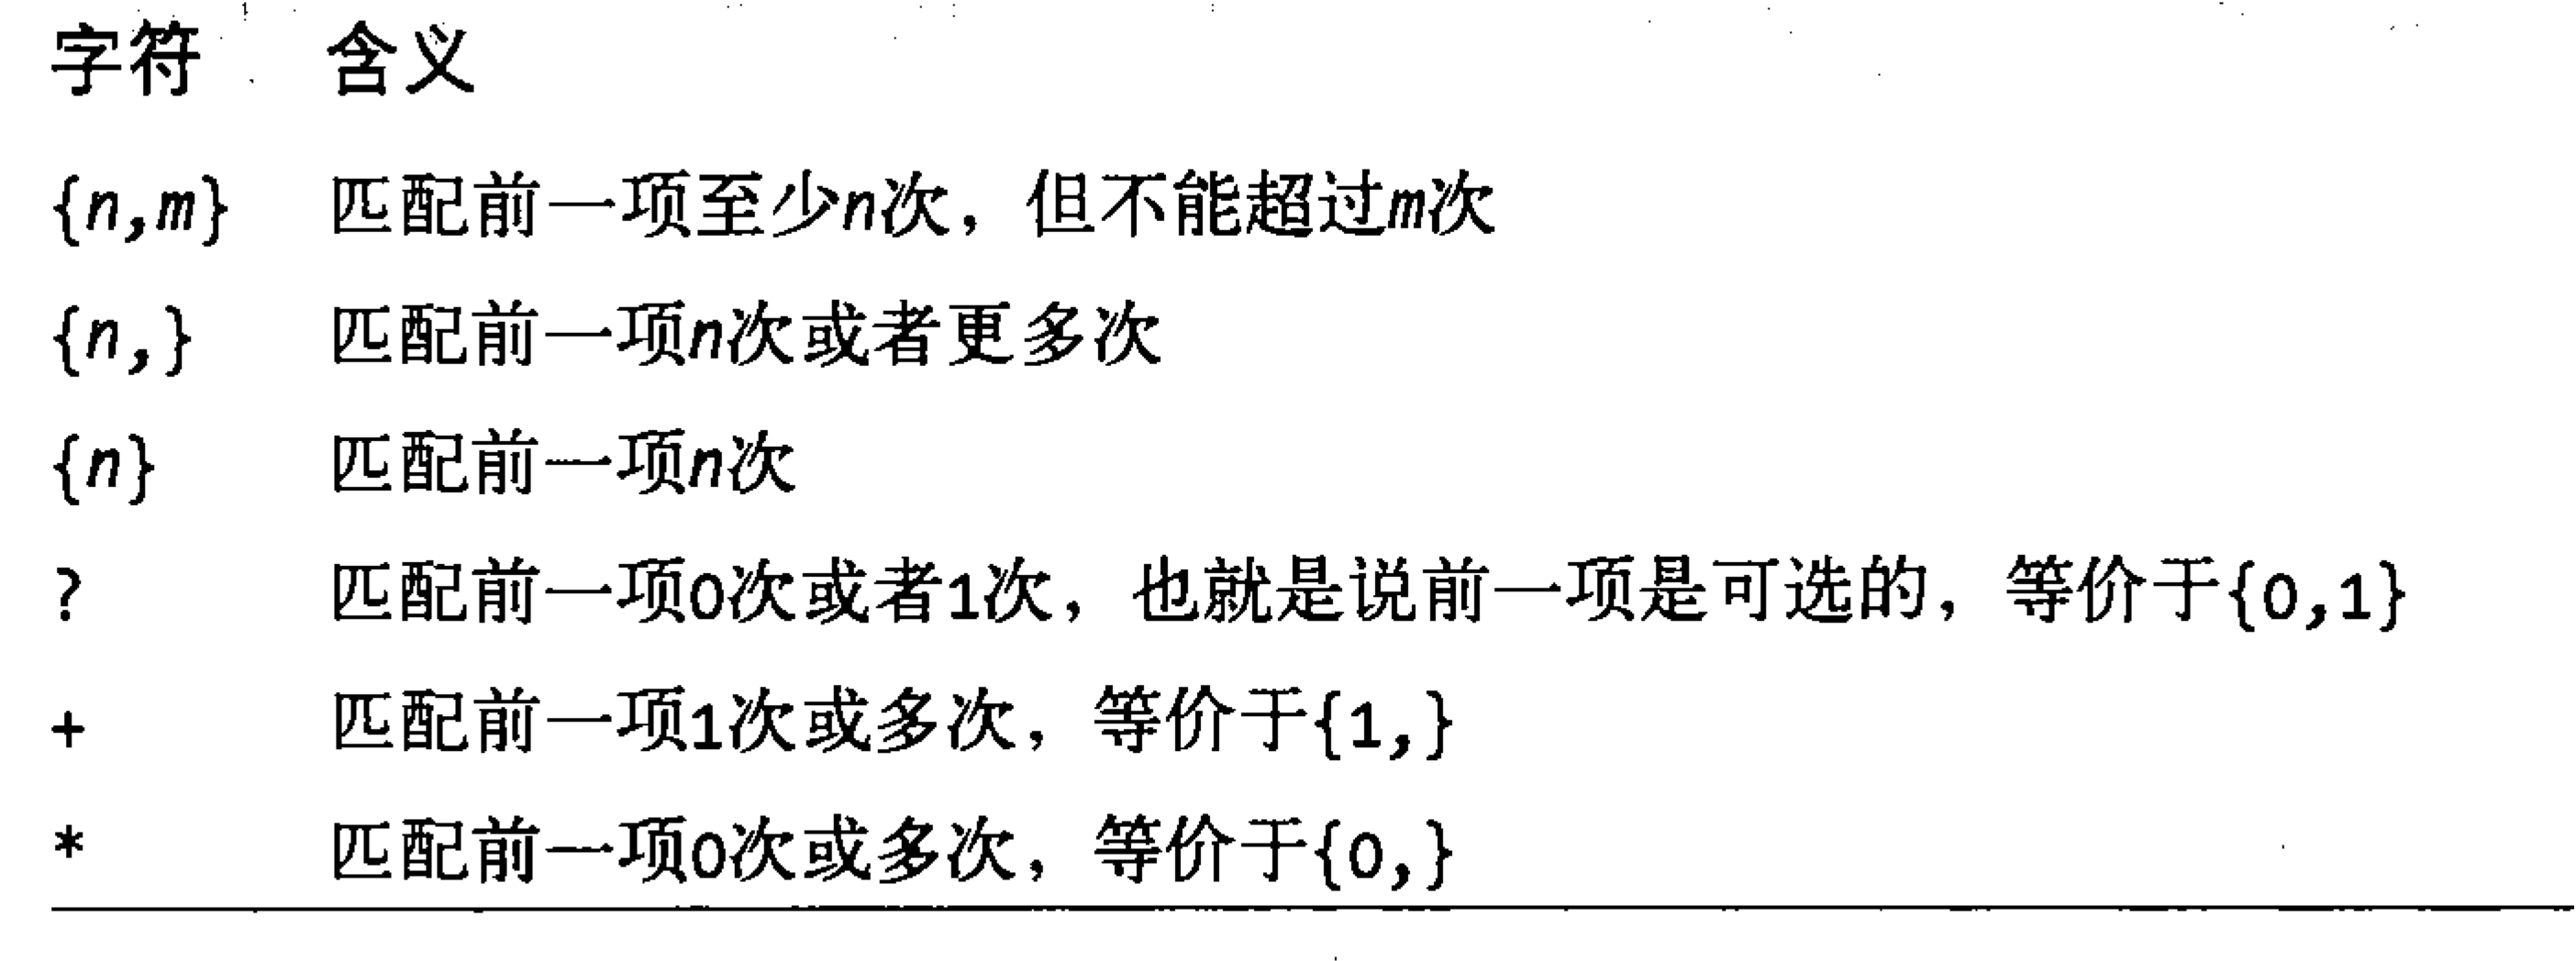 字符 含义
{n,m} 匹配前一项至少n次，但不能超过m次
{n,} 匹配前一项n次或者更多次
{n} 匹配前一项n次
? 匹配前一项0次或者1次，也就是说前一项是可选的，等价于{0,1}
+ 匹配前一项1次或多次，等价于{1,}
* 匹配前一项0次或多次，等价于{0,}